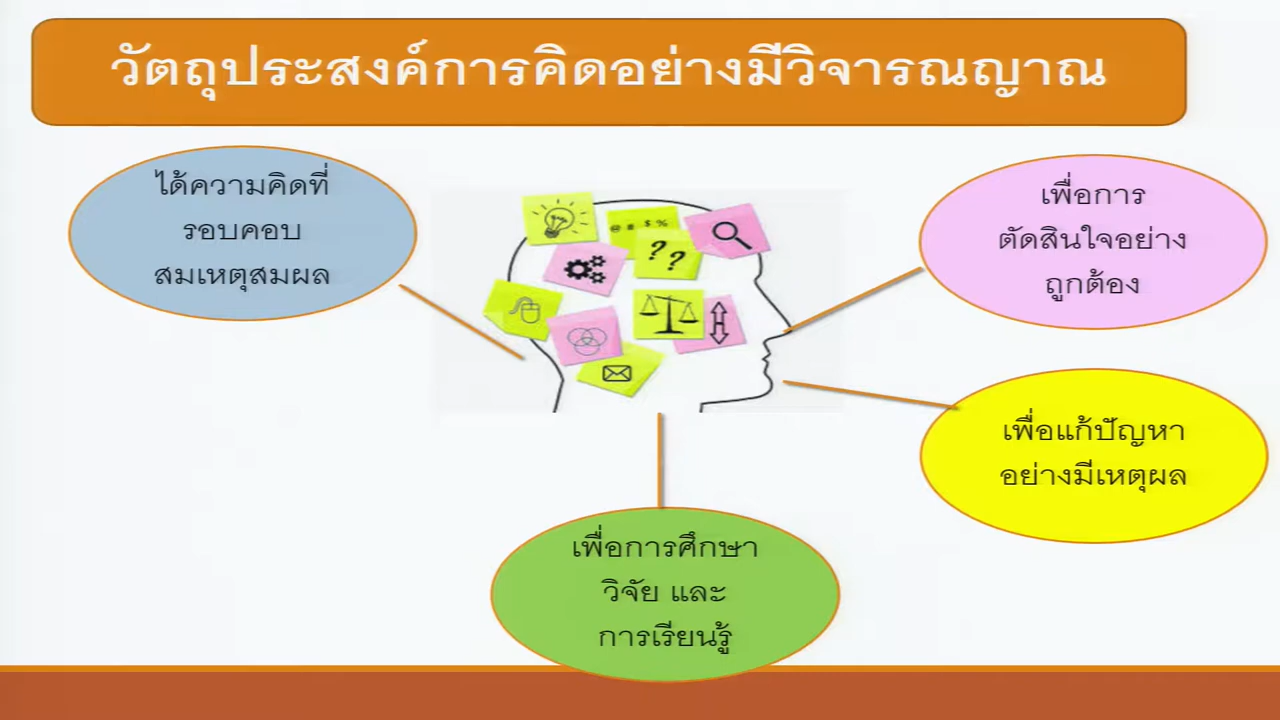 วัตถุประสงค์การคิดอย่างมีวิจารณญาณ
ได้ความคิดที่
รอบคอบ
สมเหตุสมผล
เพื่อการ
ตัดสินใจอย่าง
ถูกต้อง
@ # $ %
? ?
เพื่อแก้ปัญหา
อย่างมีเหตุผล
เพื่อการศึกษา
วิจัย และ
การเรียนรู้